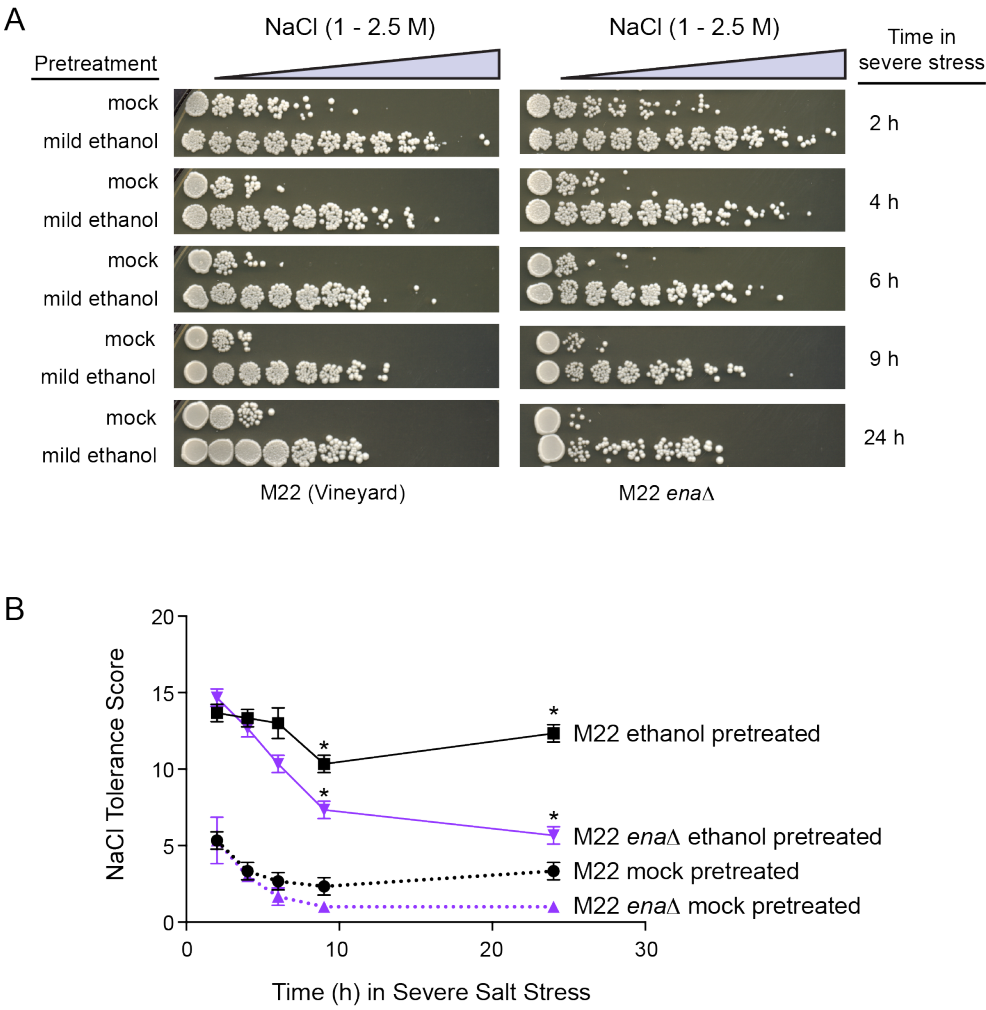 A
NaCl (1 - 2.5 M)
NaCl (1 - 2.5 M)
Time in
severe stress
Pretreatment
mock
mild ethanol
2 h
mock
mild ethanol
4 h
mock
mild ethanol
6 h
mock
mild ethanol
9 h
mock
mild ethanol
24 h
M22 (Vineyard)
M22 enaΔ
B
NaCl Tolerance Score
20
15
10
5
0
* *
* *
M22 ethanol pretreated
M22 enaΔ ethanol pretreated
M22 mock pretreated
M22 enaΔ mock pretreated
0 10 20 30
Time (h) in Severe Salt Stress